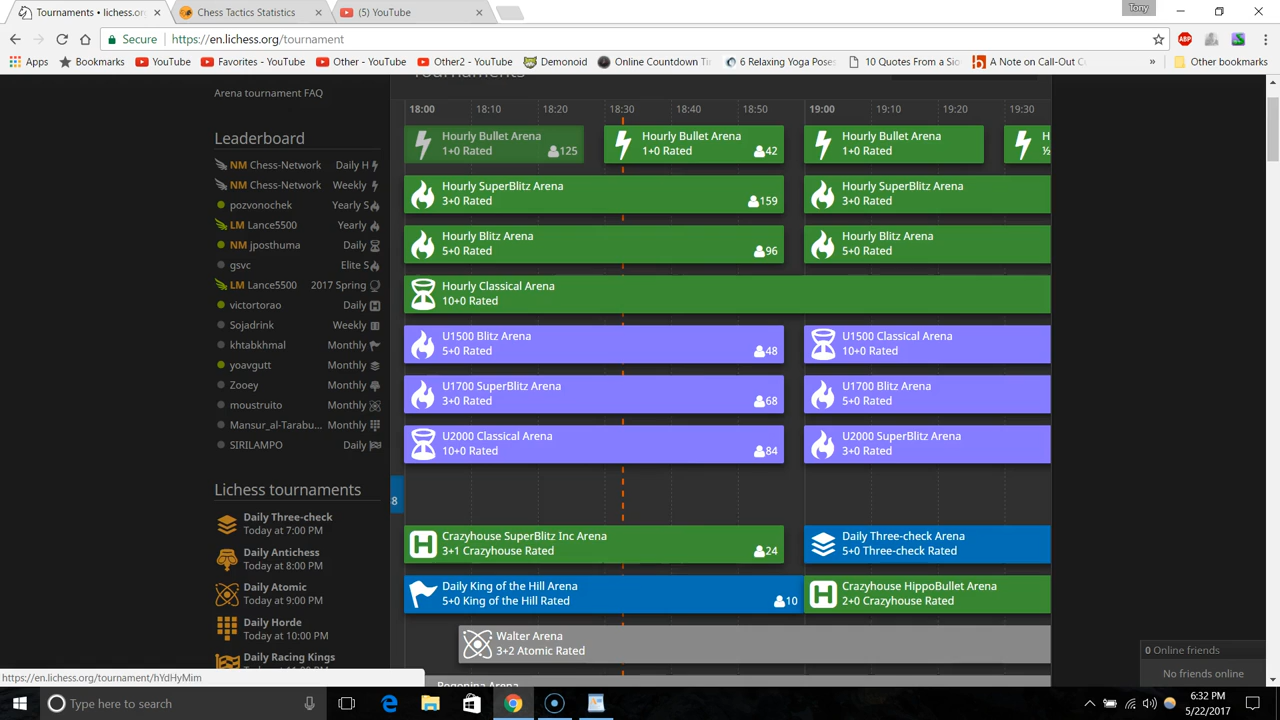 Tournaments • lichess.or
Chess Tactics Statistics
(5) YouTube
Tony
Secure
https://en.lichess.org/tournament
Apps
Bookmarks
YouTube
Favorites - YouTube
Other - YouTube
Other2 - YouTube
Demonoid
Online Countdown Ti
6 Relaxing Yoga Poses
10 Quotes From a Sio
A Note on Call-Out C
»
Other bookmarks
Tournaments
Arena tournament FAQ
Leaderboard
NM Chess-Network Daily H
NM Chess-Network Weekly
pozvonochek Yearly S
LM Lance5500 Yearly
NM jposthuma Daily
gsvc Elite S
LM Lance5500 2017 Spring
victortorao Daily
Sojadrink Weekly
khtabkhmal Monthly
yoavgutt Monthly
Zooey Monthly
moustruito Monthly
Mansur_al-Tarabu... Monthly
SIRILAMPO Daily
Lichess tournaments
Daily Three-check
Today at 7:00 PM
Daily Antichess
Today at 8:00 PM
Daily Atomic
Today at 9:00 PM
Daily Horde
Today at 10:00 PM
Daily Racing Kings
18:00 18:10 18:20 18:30 18:40 18:50 19:00 19:10 19:20 19:30
Hourly Bullet Arena
1+0 Rated 125
Hourly Bullet Arena
1+0 Rated 42
Hourly Bullet Arena
1+0 Rated
H
½
Hourly SuperBlitz Arena
3+0 Rated 159
Hourly SuperBlitz Arena
3+0 Rated
Hourly Blitz Arena
5+0 Rated 96
Hourly Blitz Arena
5+0 Rated
Hourly Classical Arena
10+0 Rated
U1500 Blitz Arena
5+0 Rated 48
U1500 Classical Arena
10+0 Rated
U1700 SuperBlitz Arena
3+0 Rated 68
U1700 Blitz Arena
5+0 Rated
U2000 Classical Arena
10+0 Rated 84
U2000 SuperBlitz Arena
3+0 Rated
8
Crazyhouse SuperBlitz Inc Arena
3+1 Crazyhouse Rated 24
Daily Three-check Arena
5+0 Three-check Rated
Daily King of the Hill Arena
5+0 King of the Hill Rated 10
Crazyhouse HippoBullet Arena
2+0 Crazyhouse Rated
Walter Arena
3+2 Atomic Rated
0 Online friends
No friends online
https://en.lichess.org/tournament/hYdHyMim
Type here to search
6:32 PM
5/22/2017